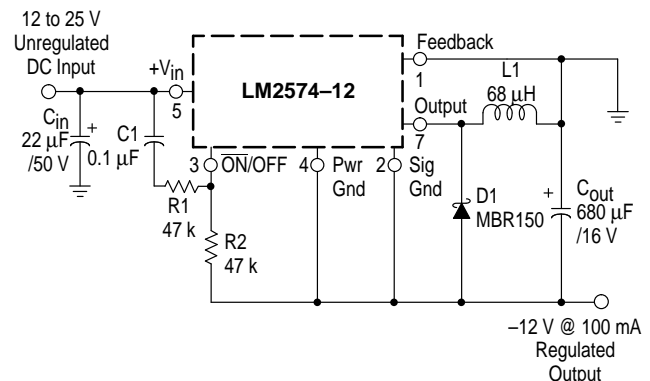 12 to 25 V
Unregulated
DC Input
+Vin
5
Cin
22 μF
/50 V
C1
0.1 μF
R1
47 k
R2
47 k
LM2574–12
3
ON/OFF
4
Pwr
Gnd
2
Sig
Gnd
Feedback
1
Output
7
L1
68 μH
D1
MBR150
Cout
680 μF
/16 V
–12 V @ 100 mA
Regulated
Output